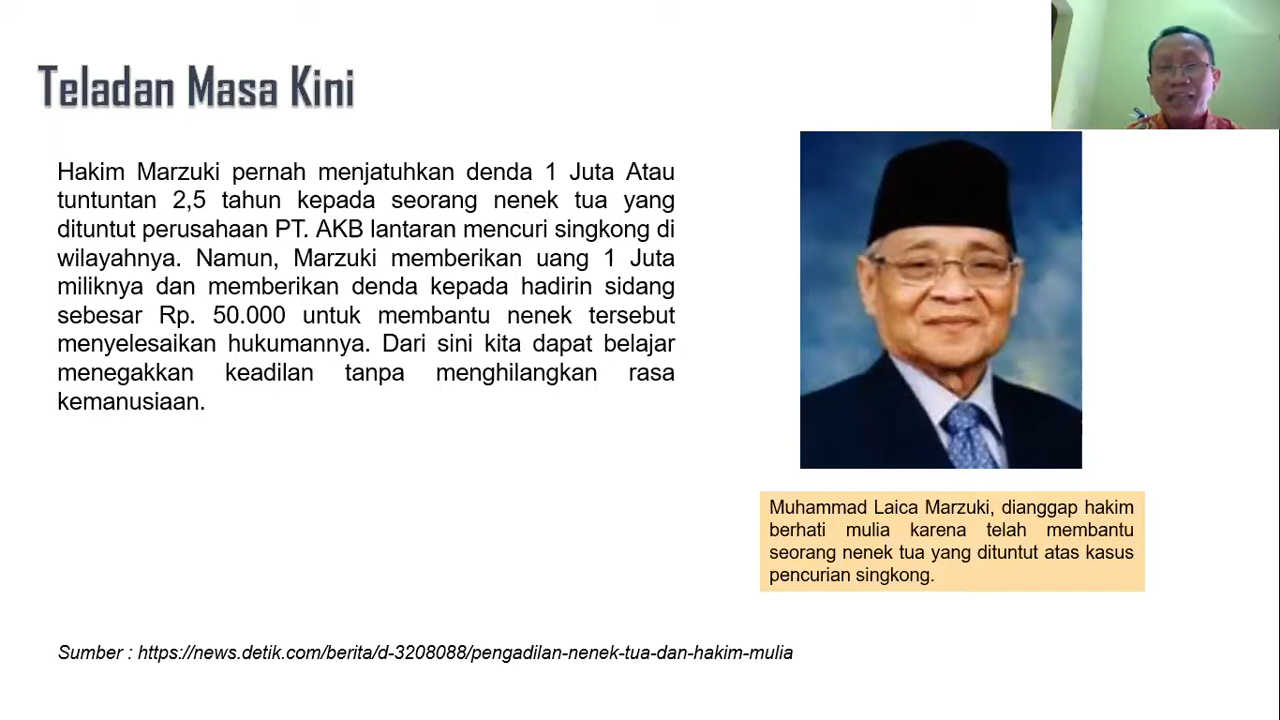 Teladan Masa Kini
Hakim Marzuki pernah menjatuhkan denda 1 Juta Atau
tuntuntan 2,5 tahun kepada seorang nenek tua yang
dituntut perusahaan PT. AKB lantaran mencuri singkong di
wilayahnya. Namun, Marzuki memberikan uang 1 Juta
miliknya dan memberikan denda kepada hadirin sidang
sebesar Rp. 50.000 untuk membantu nenek tersebut
menyelesaikan hukumannya. Dari sini kita dapat belajar
menegakkan keadilan tanpa menghilangkan rasa
kemanusiaan.
Muhammad Laica Marzuki, dianggap hakim
berhati mulia karena telah membantu
seorang nenek tua yang dituntut atas kasus
pencurian singkong.
Sumber : https://news.detik.com/berita/d-3208088/pengadilan-nenek-tua-dan-hakim-mulia